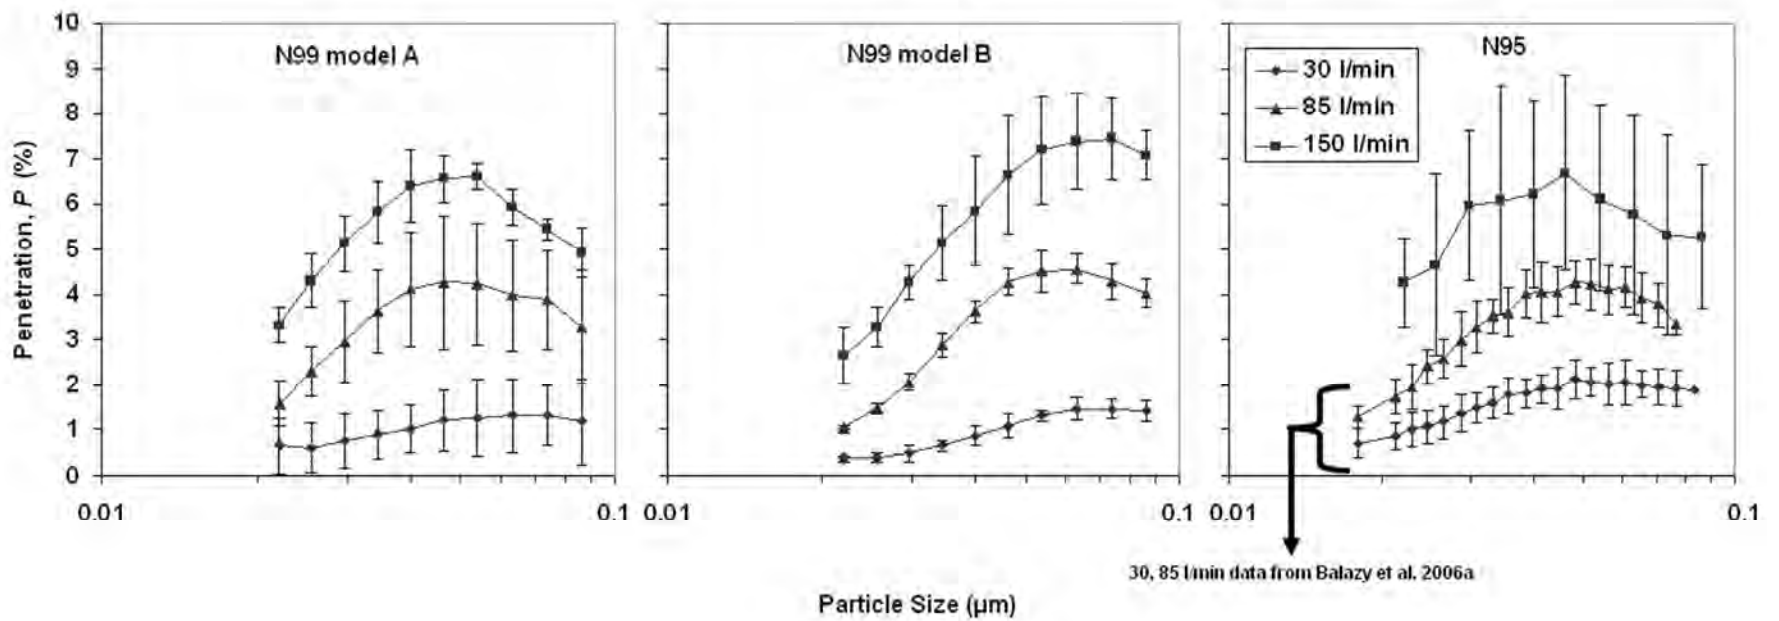 Penetration, P (%)
10
9
8
7
6
5
4
3
2
1
0
N99 model A
N99 model B
N95
30 l/min
85 l/min
150 l/min
0.01
0.1
0.01
0.1
0.01
0.1
30, 85 l/min data from Balazy et al. 2006a
Particle Size (µm)